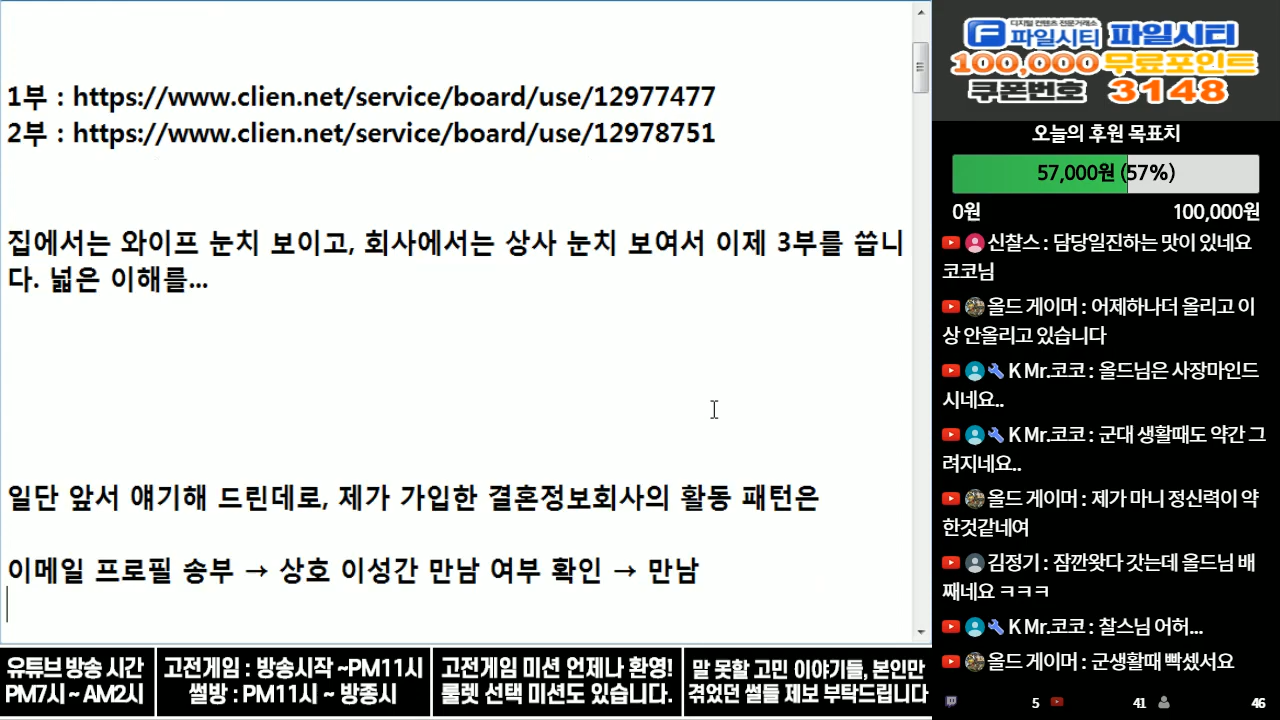 1부 : https://www.clien.net/service/board/use/12977477
2부 : https://www.clien.net/service/board/use/12978751
집에서는 와이프 눈치 보이고, 회사에서는 상사 눈치 보여서 이제 3부를 씁니
다. 넓은 이해를...
일단 앞서 얘기해 드린데로, 제가 가입한 결혼정보회사의 활동 패턴은
이메일 프로필 송부 → 상호 이성간 만남 여부 확인 → 만남
디지털 컨텐츠 전문거래소
파일시티 파일시티
100,000무료포인트
쿠폰번호 3148
오늘의 후원 목표치
57,000원 (57%)
0원 100,000원
신찰스 : 담당일진하는 맛이 있네요
코코님
올드 게이머 : 어제하나더 올리고 이
상 안올리고 있습니다
K Mr.코코 : 올드님은 사장마인드
시네요..
K Mr.코코 : 군대 생활때도 약간 그
려지네요..
올드 게이머 : 제가 마니 정신력이 약
한것같네여
김정기 : 잠깐왓다 갓는데 올드님 배
째네요 ㅋㅋㅋ
K Mr.코코 : 찰스님 어허...
올드 게이머 : 군생활때 빡셌서요
5 41 46
유튜브 방송 시간
PM7시 ~ AM2시
고전게임 : 방송시작 ~PM11시
썰방 : PM11시 ~ 방종시
고전게임 미션 언제나 환영!
룰렛 선택 미션도 있습니다.
말 못할 고민 이야기들, 본인만
겪었던 썰들 제보 부탁드립니다